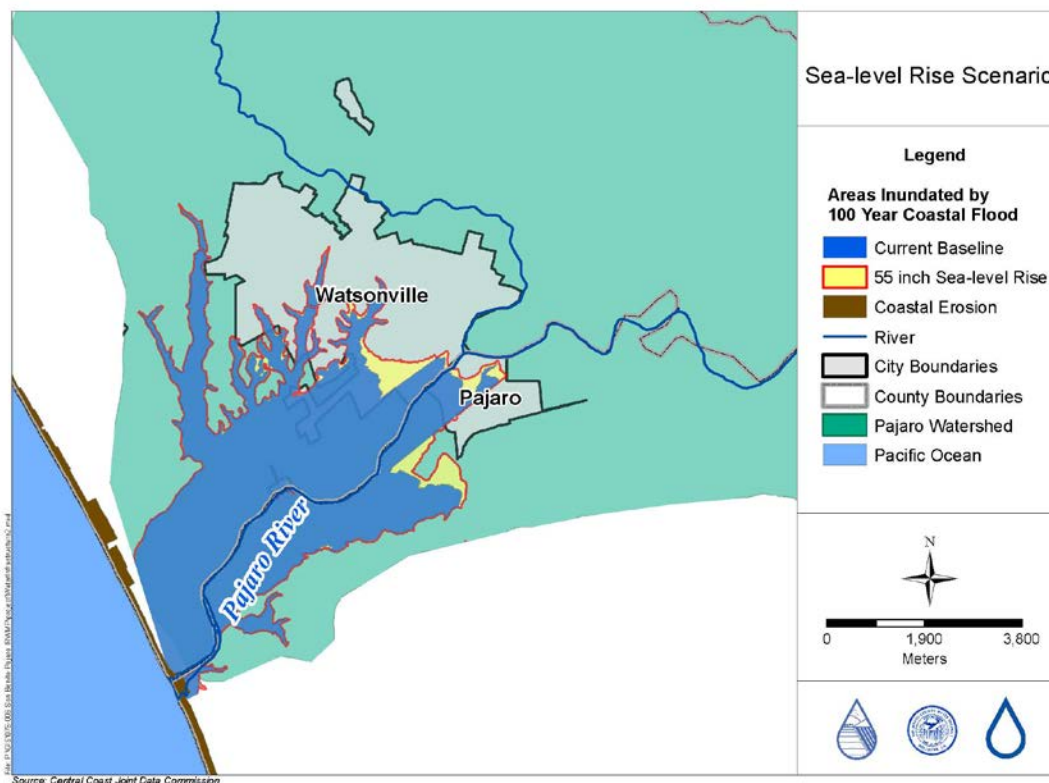 Sea-level Rise Scenario
Legend
Areas Inundated by
100 Year Coastal Flood
Current Baseline
55 inch Sea-level Rise
Coastal Erosion
River
City Boundaries
County Boundaries
Pajaro Watershed
Pacific Ocean
Watsonville
Pajaro
Pajaro River
N
0 1,900 3,800
Meters
Source: Central Coast Joint Data Commission